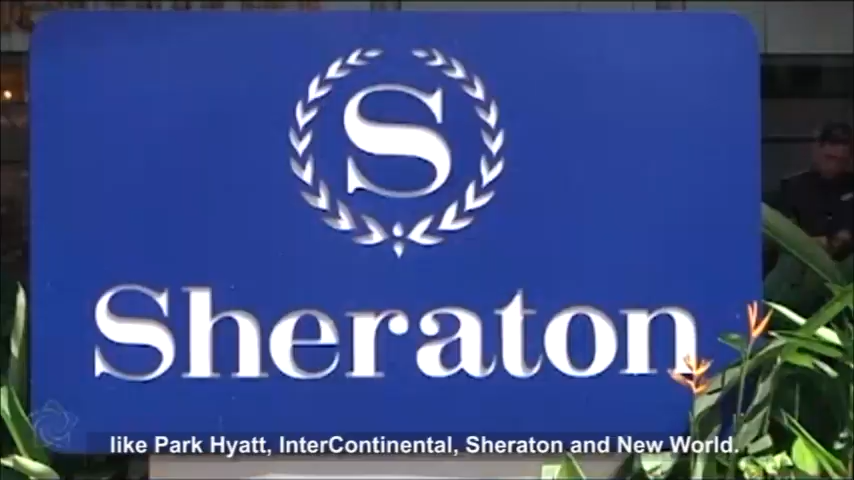 S
Sheraton
like Park Hyatt, InterContinental, Sheraton and New World.